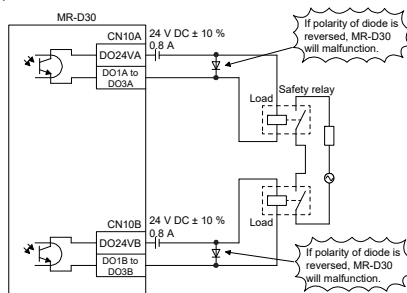 MR-D30
CN10A
24 V DC ± 10 %
0.8 A
DO24VA
DO1A to
DO3A
If polarity of diode is
reversed, MR-D30
will malfunction.
Safety relay
Load
Load
CN10B
24 V DC ± 10 %
0.8 A
DO24VB
DO1B to
DO3B
If polarity of diode is
reversed, MR-D30
will malfunction.